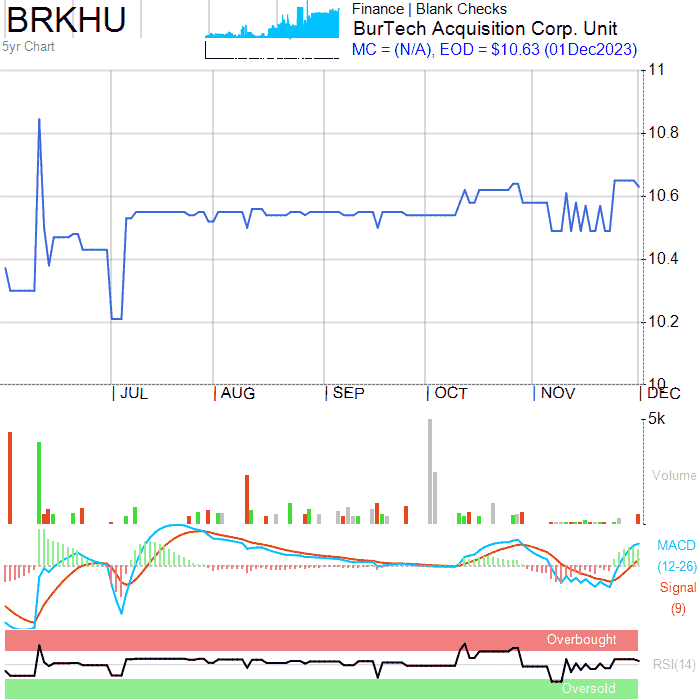 BRKHU
5yr Chart
Finance | Blank Checks
BurTech Acquisition Corp. Unit
MC = (N/A), EOD = $10.63 (01Dec2023)
11
10.8
10.6
10.4
10.2
10
JUL
AUG
SEP
OCT
NOV
DEC
5k
Volume
MACD
(12-26)
Signal
(9)
Overbought
RSI(14)
Oversold